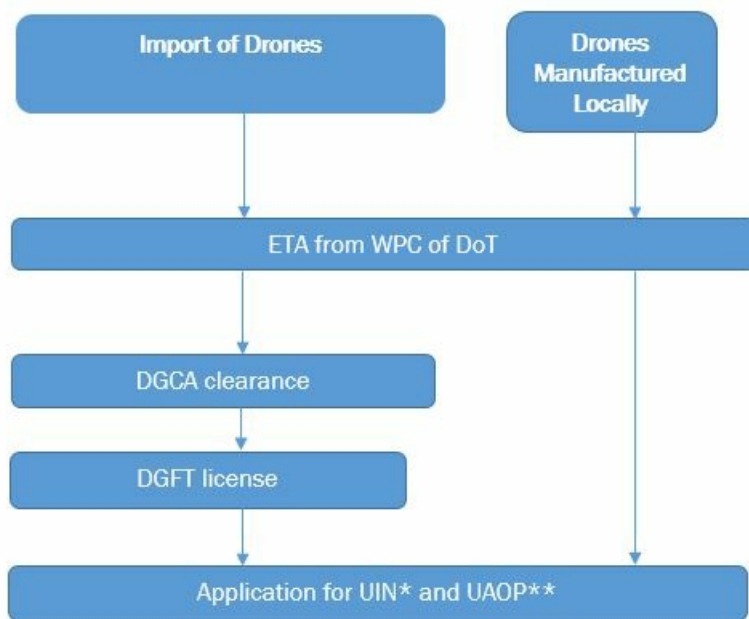 Import of Drones
Drones
Manufactured
Locally
ETA from WPC of DoT
DGCA clearance
DGFT license
Application for UIN* and UAOP**